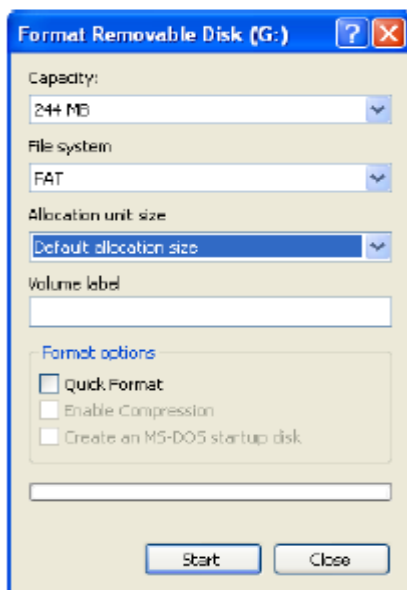 Format Removable Disk (G:)
Capacity:
244 MB
File system
FAT
Allocation unit size
Default allocation size
Volume label
Format options
Quick Format
Enable Compression
Create an MS-DOS startup disk
Start
Close